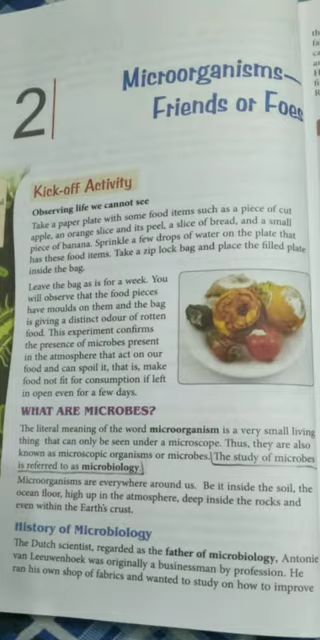 2
Microorganisms—
Friends or Foes
Kick-off Activity
Observing life we cannot see
Take a paper plate with some food items such as a piece of cut
apple, an orange slice and its peel, a slice of bread, and a small
piece of banana. Sprinkle a few drops of water on the plate that
has these food items. Take a zip lock bag and place the filled plate
inside the bag.
Leave the bag as is for a week. You
will observe that the food pieces
have moulds on them and the bag
is giving a distinct odour of rotten
food. This experiment confirms
the presence of microbes present
in the atmosphere that act on our
food and can spoil it, that is, make
food not fit for consumption if left
in open even for a few days.
WHAT ARE MICROBES?
The literal meaning of the word microorganism is a very small living
thing that can only be seen under a microscope. Thus, they are also
known as microscopic organisms or microbes. The study of microbes
is referred to as microbiology.
Microorganisms are everywhere around us. Be it inside the soil, the
ocean floor, high up in the atmosphere, deep inside the rocks and
even within the Earth's crust.
History of Microbiology
The Dutch scientist, regarded as the father of microbiology, Antonie
van Leeuwenhoek was originally a businessman by profession. He
ran his own shop of fabrics and wanted to study on how to improve